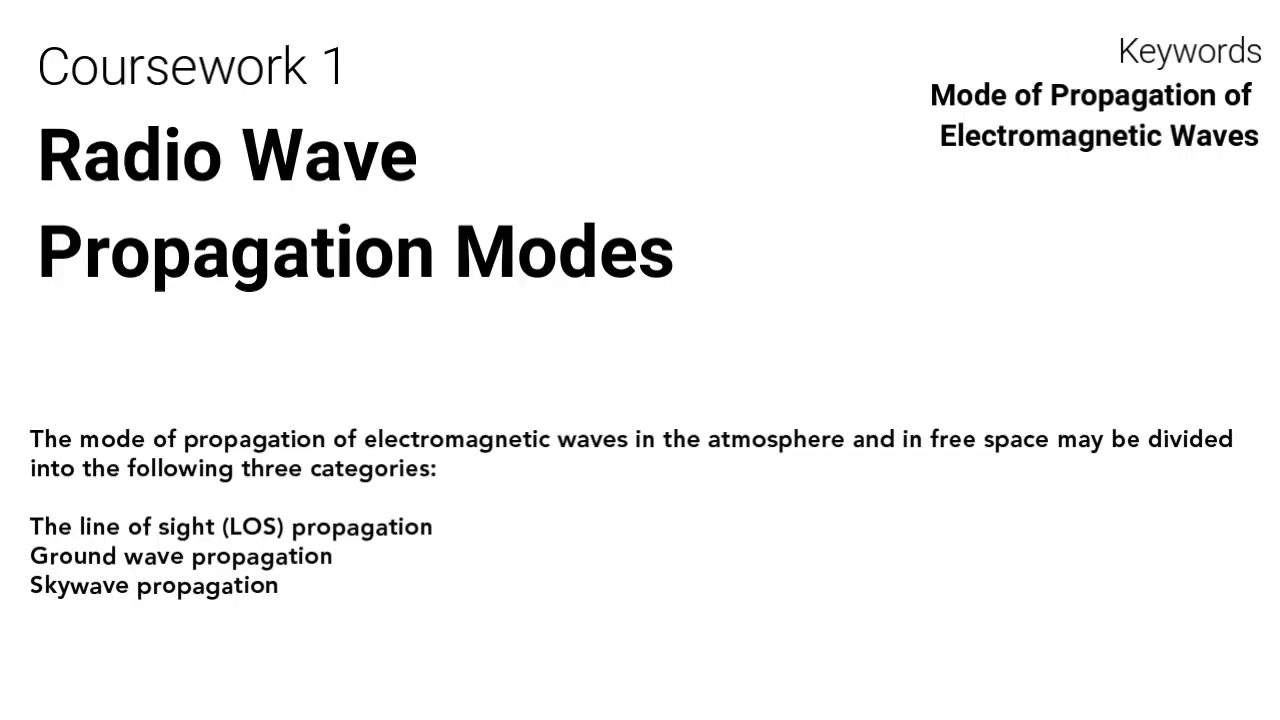 Coursework 1
Radio Wave
Propagation Modes
Keywords
Mode of Propagation of
Electromagnetic Waves
The mode of propagation of electromagnetic waves in the atmosphere and in free space may be divided
into the following three categories:
The line of sight (LOS) propagation
Ground wave propagation
Skywave propagation